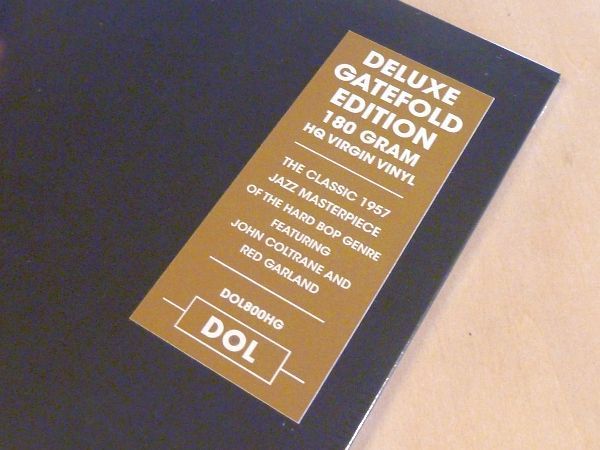 DELUXE
GATEFOLD
EDITION
180 GRAM
HQ VIRGIN VINYL
THE CLASSIC 1957
JAZZ MASTERPIECE
OF THE HARD BOP GENRE
FEATURING
JOHN COLTRANE AND
RED GARLAND
DOL800HG
DOL